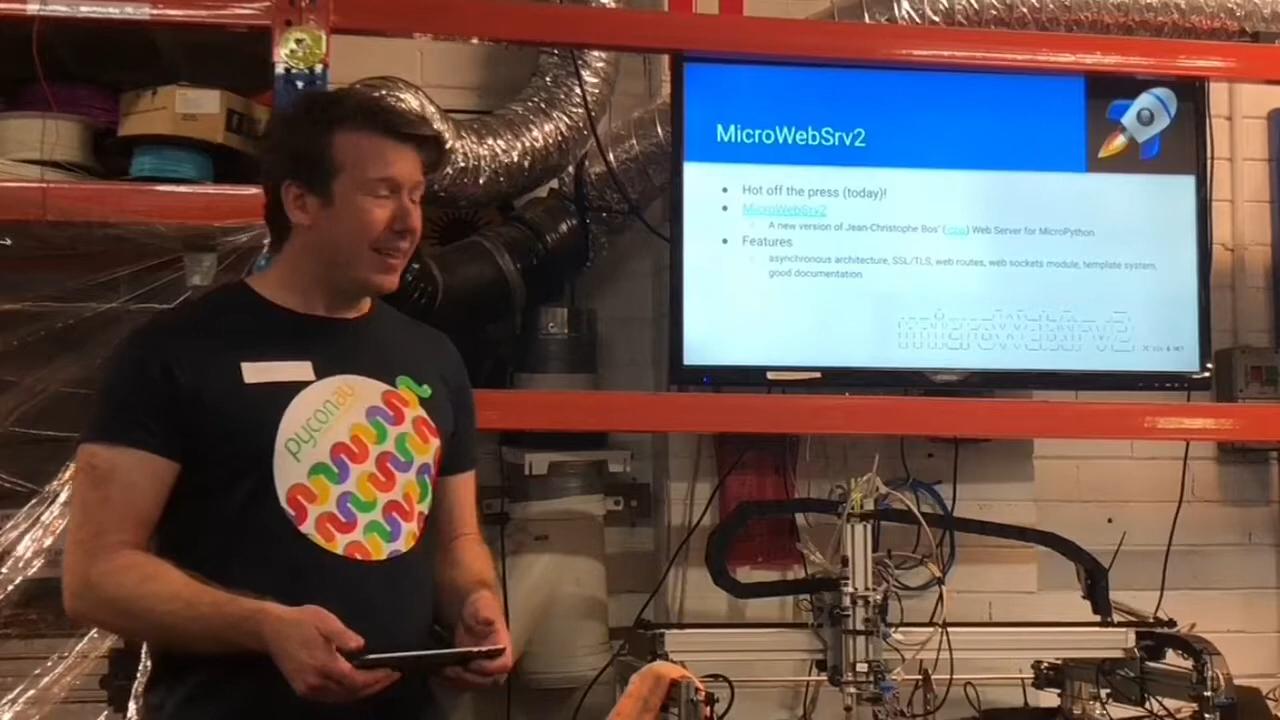 MicroWebSrv2
Hot off the press (today)!
MicroWebSrv2
A new version of Jean-Christophe Bos' ( ) Web Server for MicroPython
Features
asynchronous architecture, SSL/TLS, web routes, web sockets module, template system,
good documentation
pyconau